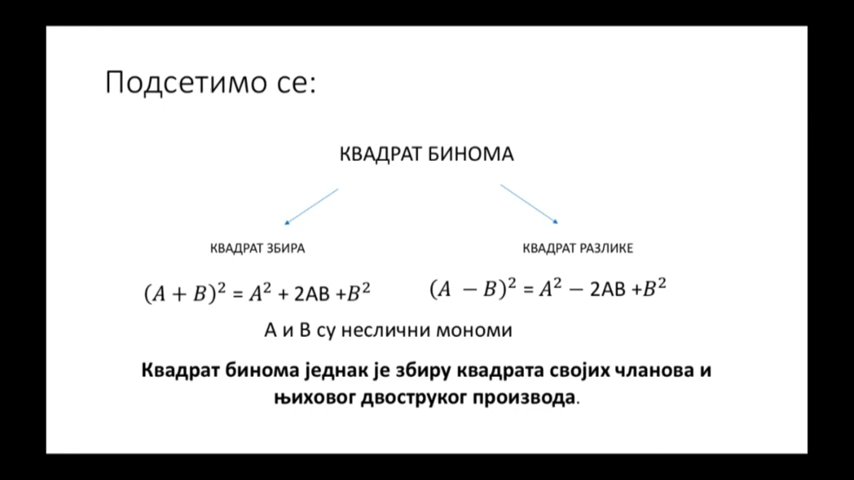 Подсетимо се:
КВАДРАТ БИНОМА
КВАДРАТ ЗБИРА
КВАДРАТ РАЗЛИКЕ
(A + B)² = A² + 2AB +B²
(A − B)² = A² − 2AB +B²
А и В су неслични мономи
Квадрат бинома једнак је збиру квадрата својих чланова и
њиховог двоструког производа.